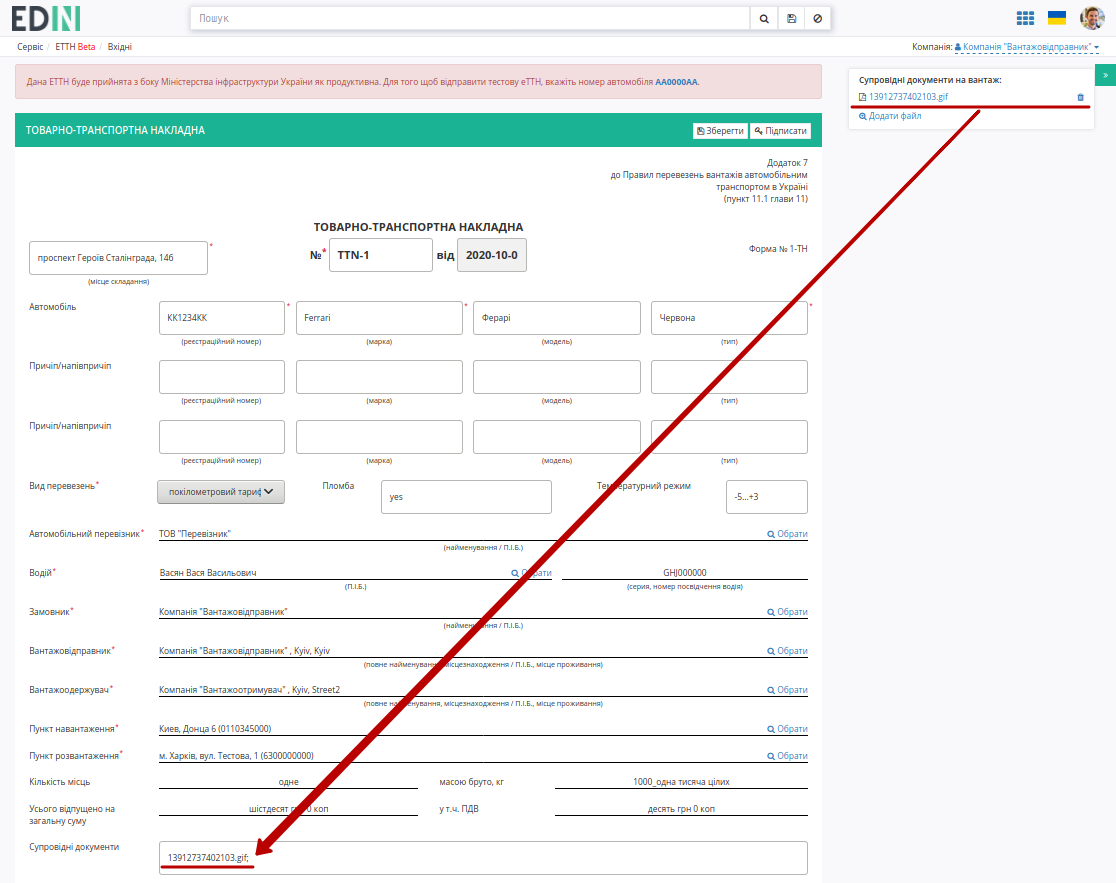 EDIN
Пошук
Сервіс / ЕТТН Beta / Вхідні
Компанія: Компанія "Вантажовідправник"
Дана ЕТТН буде прийнята з боку Міністерства інфраструктури України як продуктивна. Для того щоб відправити тестову еТТН, вкажіть номер автомобіля АА0000АА.
Супровідні документи на вантаж:
13912737402103.gif
Додати файл
»
ТОВАРНО-ТРАНСПОРТНА НАКЛАДНА
Зберегти Підписати
Додаток 7
до Правил перевезень вантажів автомобільним
транспортом в Україні
(пункт 11.1 глави 11)
ТОВАРНО-ТРАНСПОРТНА НАКЛАДНА
Форма № 1-ТН
проспект Героїв Сталінграда, 14б *
№* TTN-1 від 2020-10-0
(місце складання)
Автомобіль КК1234КК * Ferrari * Ферарі Червона *
(реєстраційний номер) (марка) (модель) (тип)
Причіп/напівпричіп
(реєстраційний номер) (марка) (модель) (тип)
Причіп/напівпричіп
(реєстраційний номер) (марка) (модель) (тип)
Вид перевезень* покілометровий тариф Пломба yes Температурний режим -5...+3
Автомобільний перевізник* ТОВ "Перевізник" Обрати
(найменування / П.І.Б.)
Водій* Васян Вася Васильович Обрати GHJ000000
(П.І.Б.) (серия, номер посвідчення водія)
Замовник* Компанія "Вантажовідправник" Обрати
(найменування / П.І.Б.)
Вантажовідправник* Компанія "Вантажовідправник" , Kyiv, Kyiv Обрати
(повне найменування, місцезнаходження / П.І.Б., місце проживання)
Вантажоодержувач* Компанія "Вантажоотримувач" , Kyiv, Street2 Обрати
(повне найменування, місцезнаходження / П.І.Б., місце проживання)
Пункт навантаження* Киев, Донца 6 (0110345000) Обрати
Пункт розвантаження* м. Харків, вул. Тестова, 1 (6300000000) Обрати
Кількість місць одне масою бруто, кг 1000_одна тисяча цілих
Усього відпущено на загальну суму шістдесят грн 0 коп у т.ч. ПДВ десять грн 0 коп
Супровідні документи
13912737402103.gif;